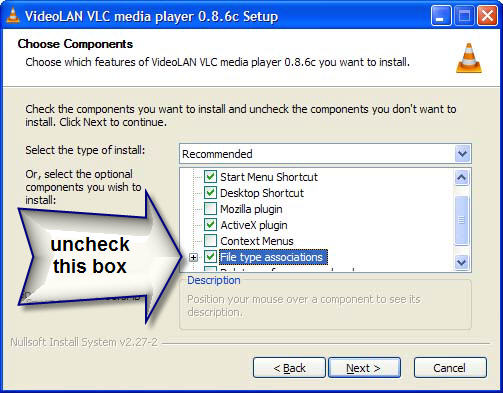 VideoLAN VLC media player 0.8.6c Setup
Choose Components
Choose which features of VideoLAN VLC media player 0.8.6c you want to install.
Check the components you want to install and uncheck the components you don't want to
install. Click Next to continue.
Select the type of install:
Recommended
Or, select the optional
components you wish to
install:
Start Menu Shortcut
Desktop Shortcut
Mozilla plugin
ActiveX plugin
Context Menus
File type associations
uncheck
this box
Description
Position your mouse over a component to see its
description.
Nullsoft Install System v2.27-2
< Back
Next >
Cancel